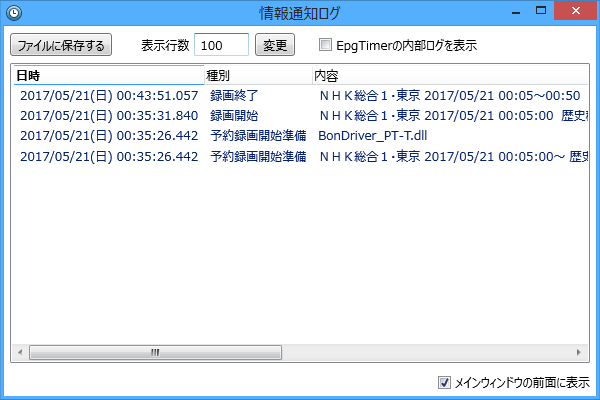 情報通知ログ
ファイルに保存する 表示行数 100 変更 EpgTimerの内部ログを表示
日時 種別 内容
2017/05/21(日) 00:43:51.057 録画終了 ＮＨＫ総合１・東京 2017/05/21 00:05～00:50
2017/05/21(日) 00:35:31.840 録画開始 ＮＨＫ総合１・東京 2017/05/21 00:05:00 歴史
2017/05/21(日) 00:35:26.442 予約録画開始準備 BonDriver_PT-T.dll
2017/05/21(日) 00:35:26.442 予約録画開始準備 ＮＨＫ総合１・東京 2017/05/21 00:05:00～ 歴史
メインウィンドウの前面に表示